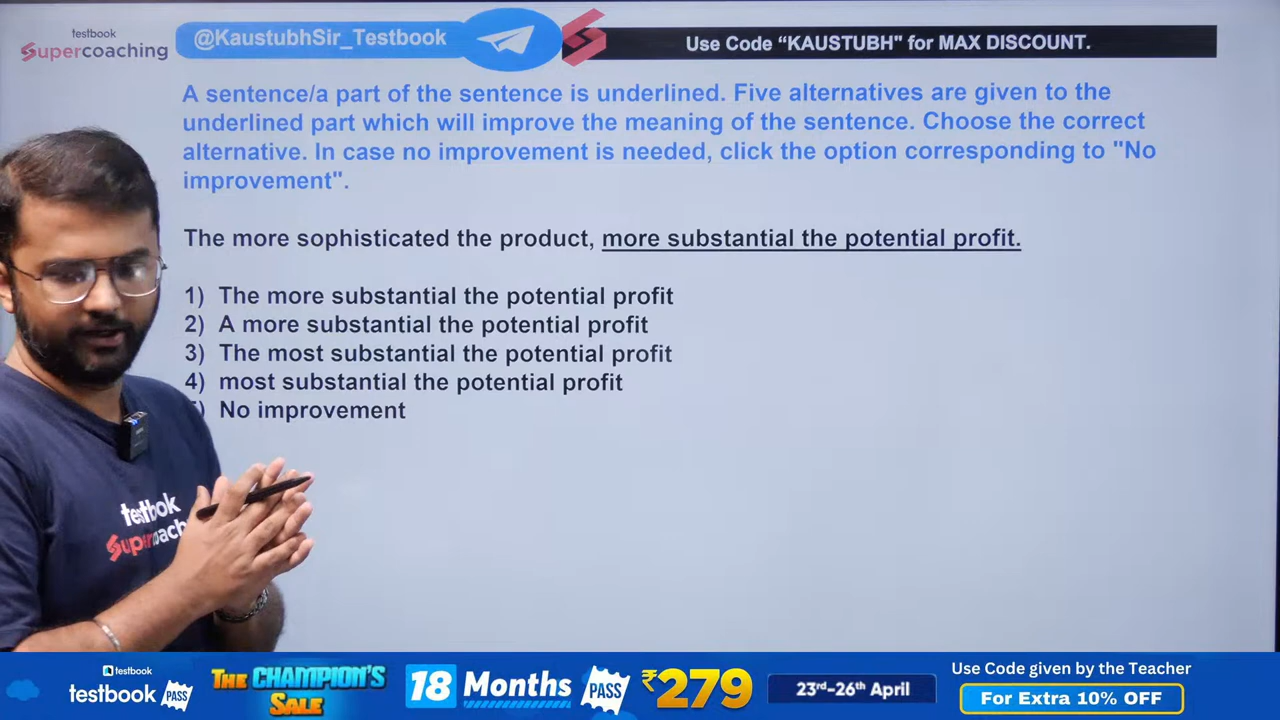 testbook
Supercoaching
@KaustubhSir_Testbook
Use Code “KAUSTUBH" for MAX DISCOUNT.
A sentence/a part of the sentence is underlined. Five alternatives are given to the
underlined part which will improve the meaning of the sentence. Choose the correct
alternative. In case no improvement is needed, click the option corresponding to "No
improvement".
The more sophisticated the product, more substantial the potential profit.
1) The more substantial the potential profit
2) A more substantial the potential profit
3) The most substantial the potential profit
4) most substantial the potential profit
) No improvement
testbook
testbook
testbook PASS
THE CHAMPION'S
SALE
18 Months PASS ₹279
23rd-26th April
Use Code given by the Teacher
For Extra 10% OFF